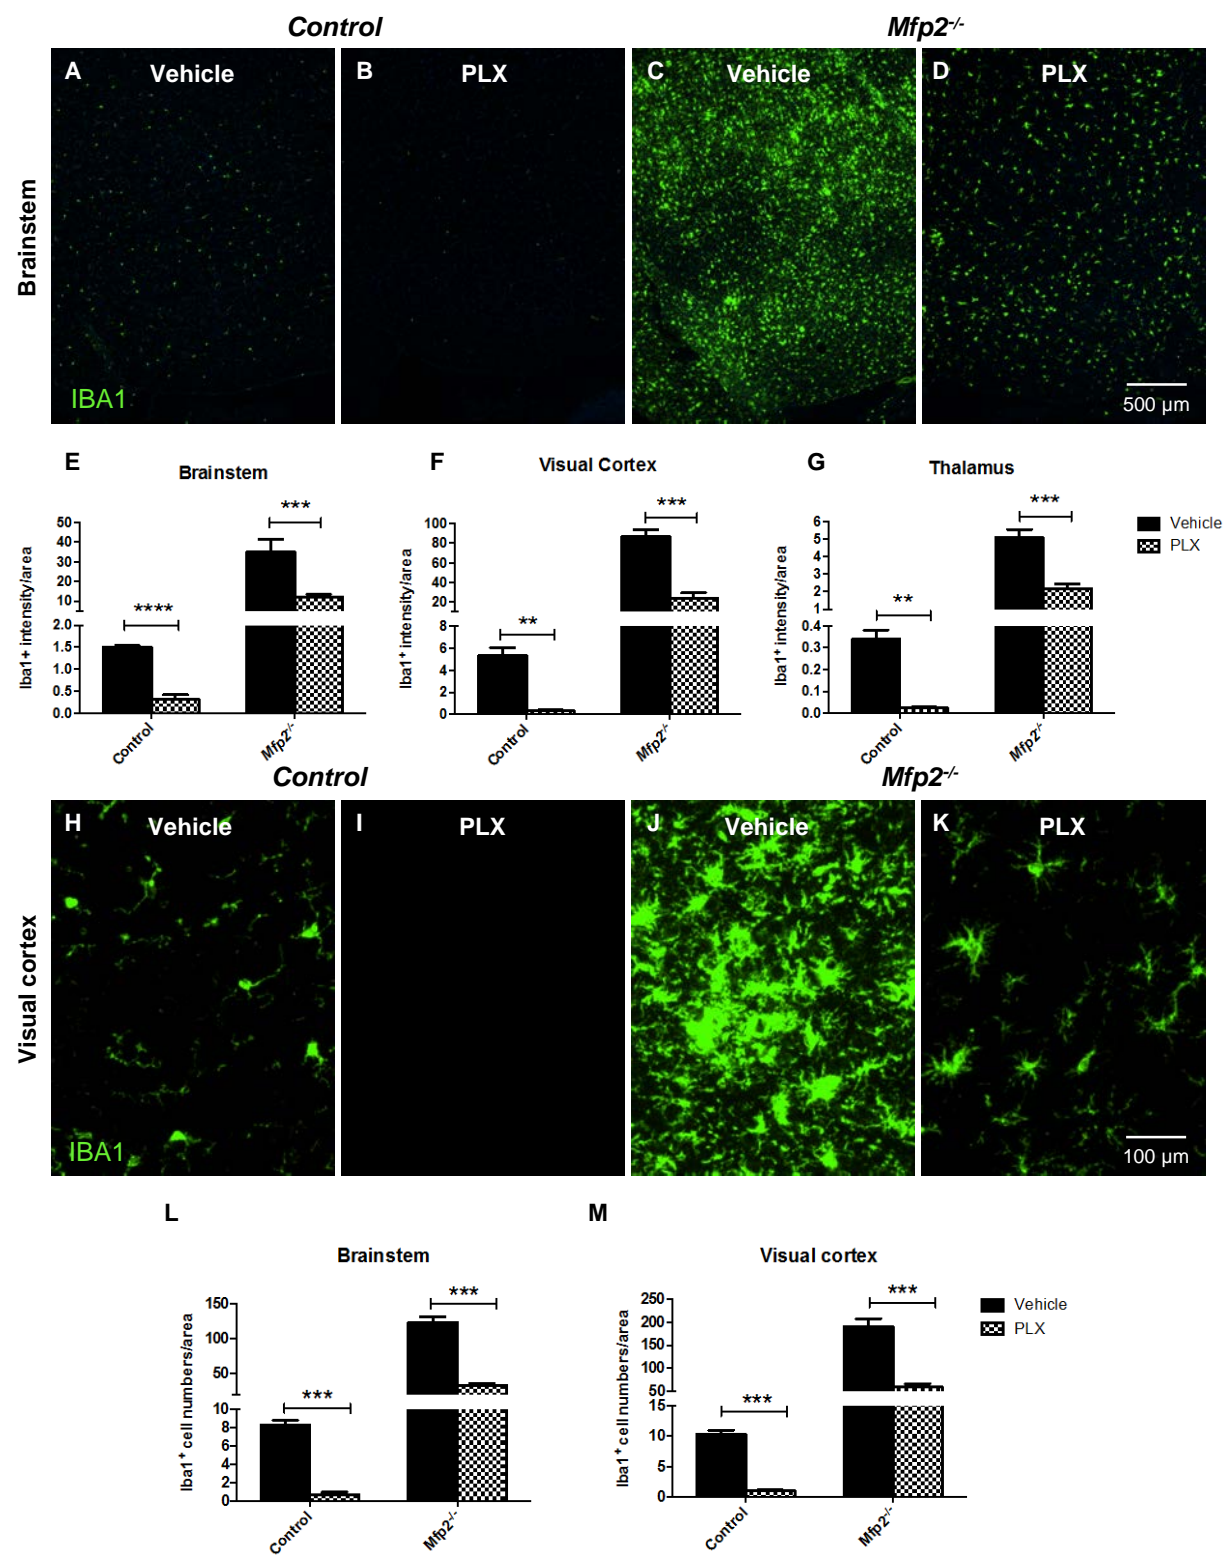 Control Mfp2-/-
A Vehicle B PLX C Vehicle D PLX
Brainstem
IBA1
500 µm
E Brainstem F Visual Cortex G Thalamus
*** *** ***
**** ** **
Iba1+ intensity/area
50
40
30
20
10
2.0
1.5
1.0
0.5
0.0
Control Mfp2-/-
Iba1+ intensity/area
100
80
60
40
20
8
6
4
2
0
Control Mfp2-/-
Iba1+ intensity/area
6
5
4
3
2
1
0.4
0.3
0.2
0.1
0.0
Control Mfp2-/-
Vehicle
PLX
Control Mfp2-/-
H Vehicle I PLX J Vehicle K PLX
Visual cortex
IBA1
100 µm
L M
Brainstem Visual cortex
*** ***
*** ***
Iba1+ cell numbers/area
150
100
50
10
8
6
4
2
0
Control Mfp2-/-
Iba1+ cell numbers/area
250
200
150
100
50
15
10
5
0
Control Mfp2-/-
Vehicle
PLX